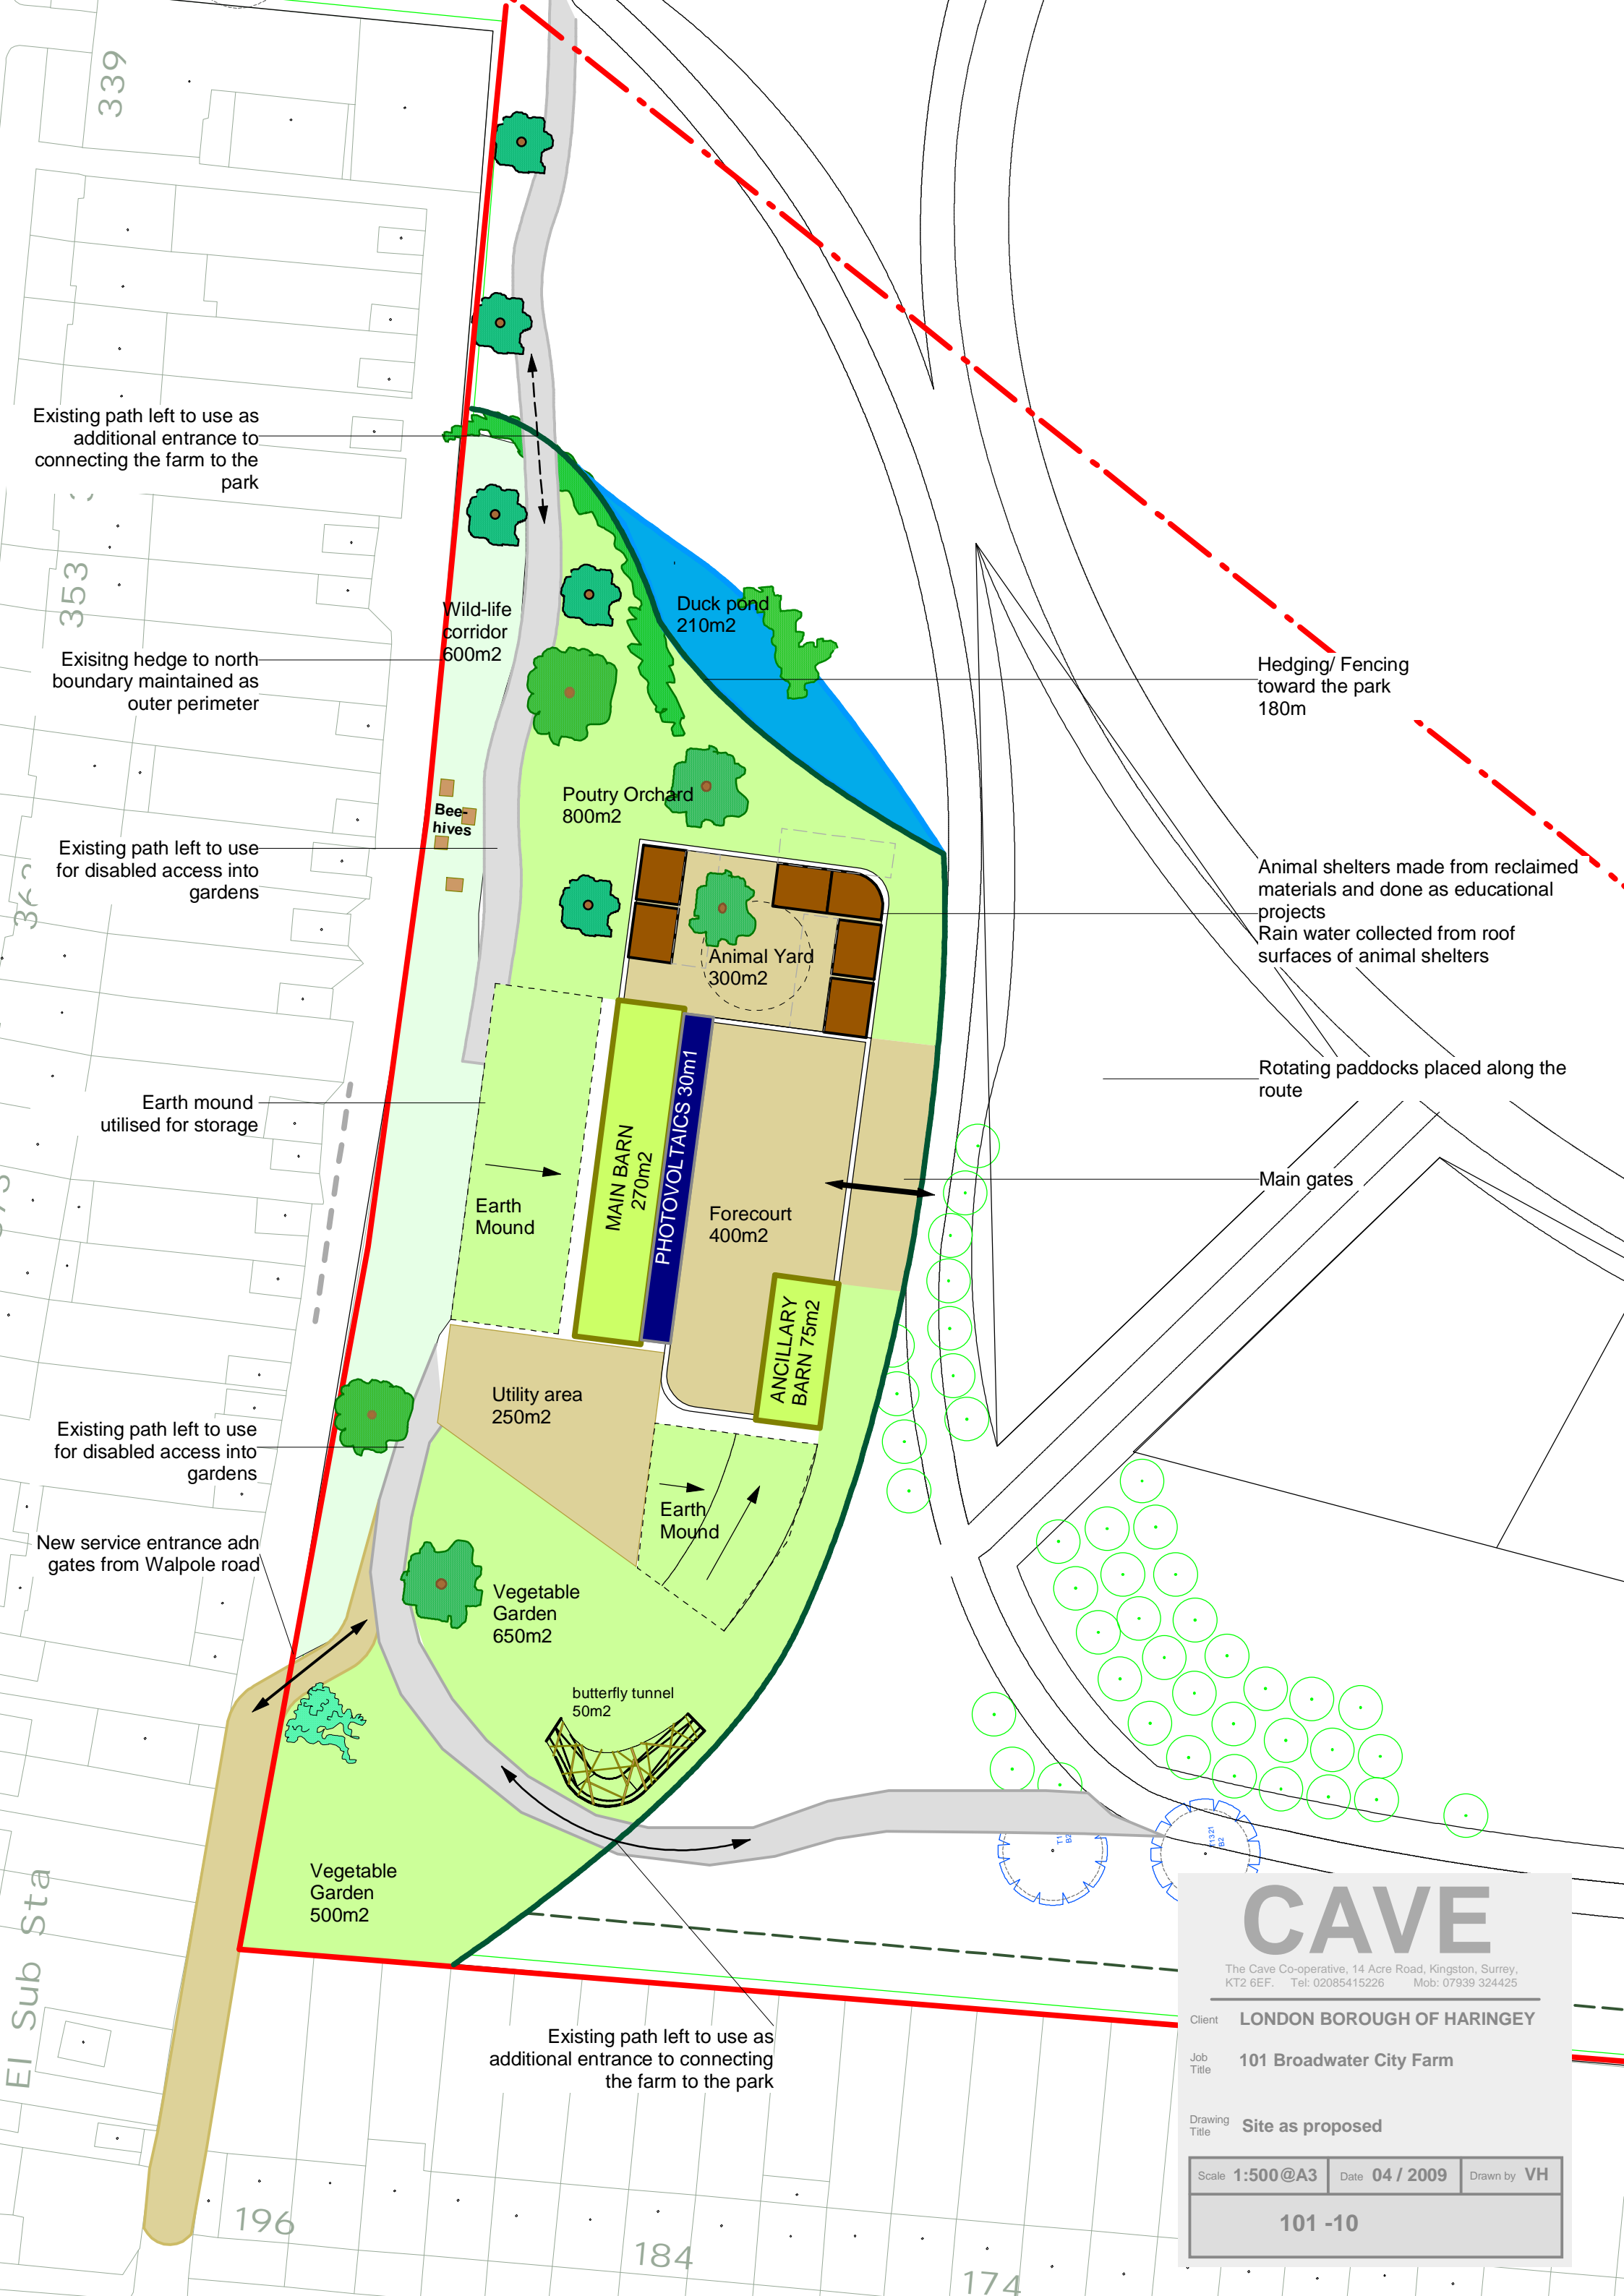 339
Existing path left to use as
additional entrance to
connecting the farm to the
park
353
Wild-life
corridor
600m2
Duck pond
210m2
Exisitng hedge to north
boundary maintained as
outer perimeter
Hedging/ Fencing
toward the park
180m
Poutry Orchard
800m2
Bee-
hives
Existing path left to use
for disabled access into
gardens
Animal shelters made from reclaimed
materials and done as educational
projects
Rain water collected from roof
surfaces of animal shelters
Animal Yard
300m2
Rotating paddocks placed along the
route
Earth mound
utilised for storage
MAIN BARN
270m2
PHOTOVOLTAICS 30m1
Main gates
Earth
Mound
Forecourt
400m2
ANCILLARY
BARN 75m2
Utility area
250m2
Existing path left to use
for disabled access into
gardens
Earth
Mound
New service entrance adn
gates from Walpole road
Vegetable
Garden
650m2
butterfly tunnel
50m2
Vegetable
Garden
500m2
El Sub Sta
T1
B2
T1321
B2
Existing path left to use as
additional entrance to connecting
the farm to the park
196
184
174
CAVE
The Cave Co-operative, 14 Acre Road, Kingston, Surrey,
KT2 6EF. Tel: 02085415226 Mob: 07939 324425
Client LONDON BOROUGH OF HARINGEY
Job
Title 101 Broadwater City Farm
Drawing
Title Site as proposed
Scale 1:500@A3 Date 04 / 2009 Drawn by VH
101 -10